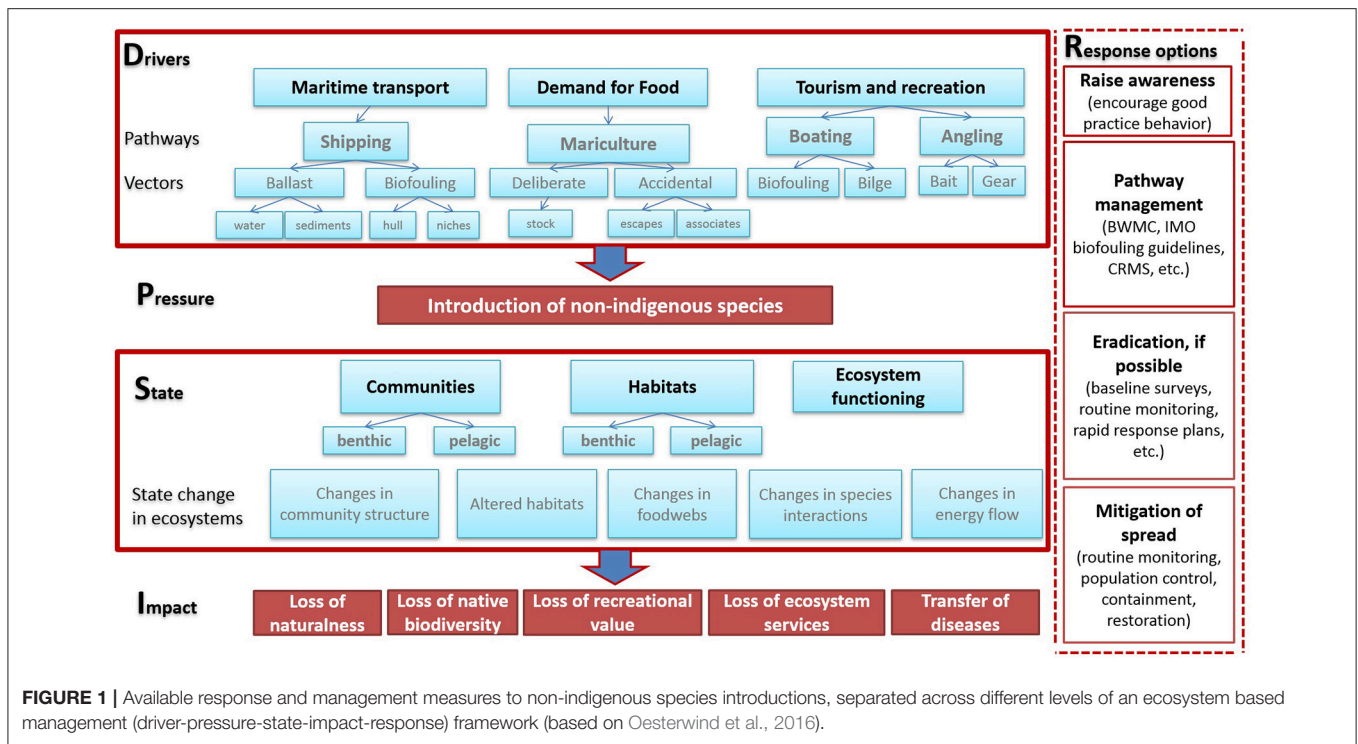 Drivers
Maritime transport
Demand for Food
Tourism and recreation
Pathways
Shipping
Mariculture
Boating
Angling
Vectors
Ballast
Biofouling
Deliberate
Accidental
Biofouling
Bilge
Bait
Gear
water
sediments
hull
niches
stock
escapes
associates
Pressure
Introduction of non-indigenous species
State
Communities
Habitats
Ecosystem
functioning
benthic
pelagic
benthic
pelagic
State change
in ecosystems
Changes in
community structure
Altered habitats
Changes in
foodwebs
Changes in species
interactions
Changes in
energy flow
Impact
Loss of
naturalness
Loss of native
biodiversity
Loss of recreational
value
Loss of ecosystem
services
Transfer of
diseases
Response options
Raise awareness
(encourage good
practice behavior)
Pathway
management
(BWMC, IMO
biofouling guidelines,
CRMS, etc.)
Eradication, if
possible
(baseline surveys,
routine monitoring,
rapid response plans,
etc.)
Mitigation of
spread
(routine monitoring,
population control,
containment,
restoration)
FIGURE 1 | Available response and management measures to non-indigenous species introductions, separated across different levels of an ecosystem based
management (driver-pressure-state-impact-response) framework (based on Oesterwind et al., 2016).